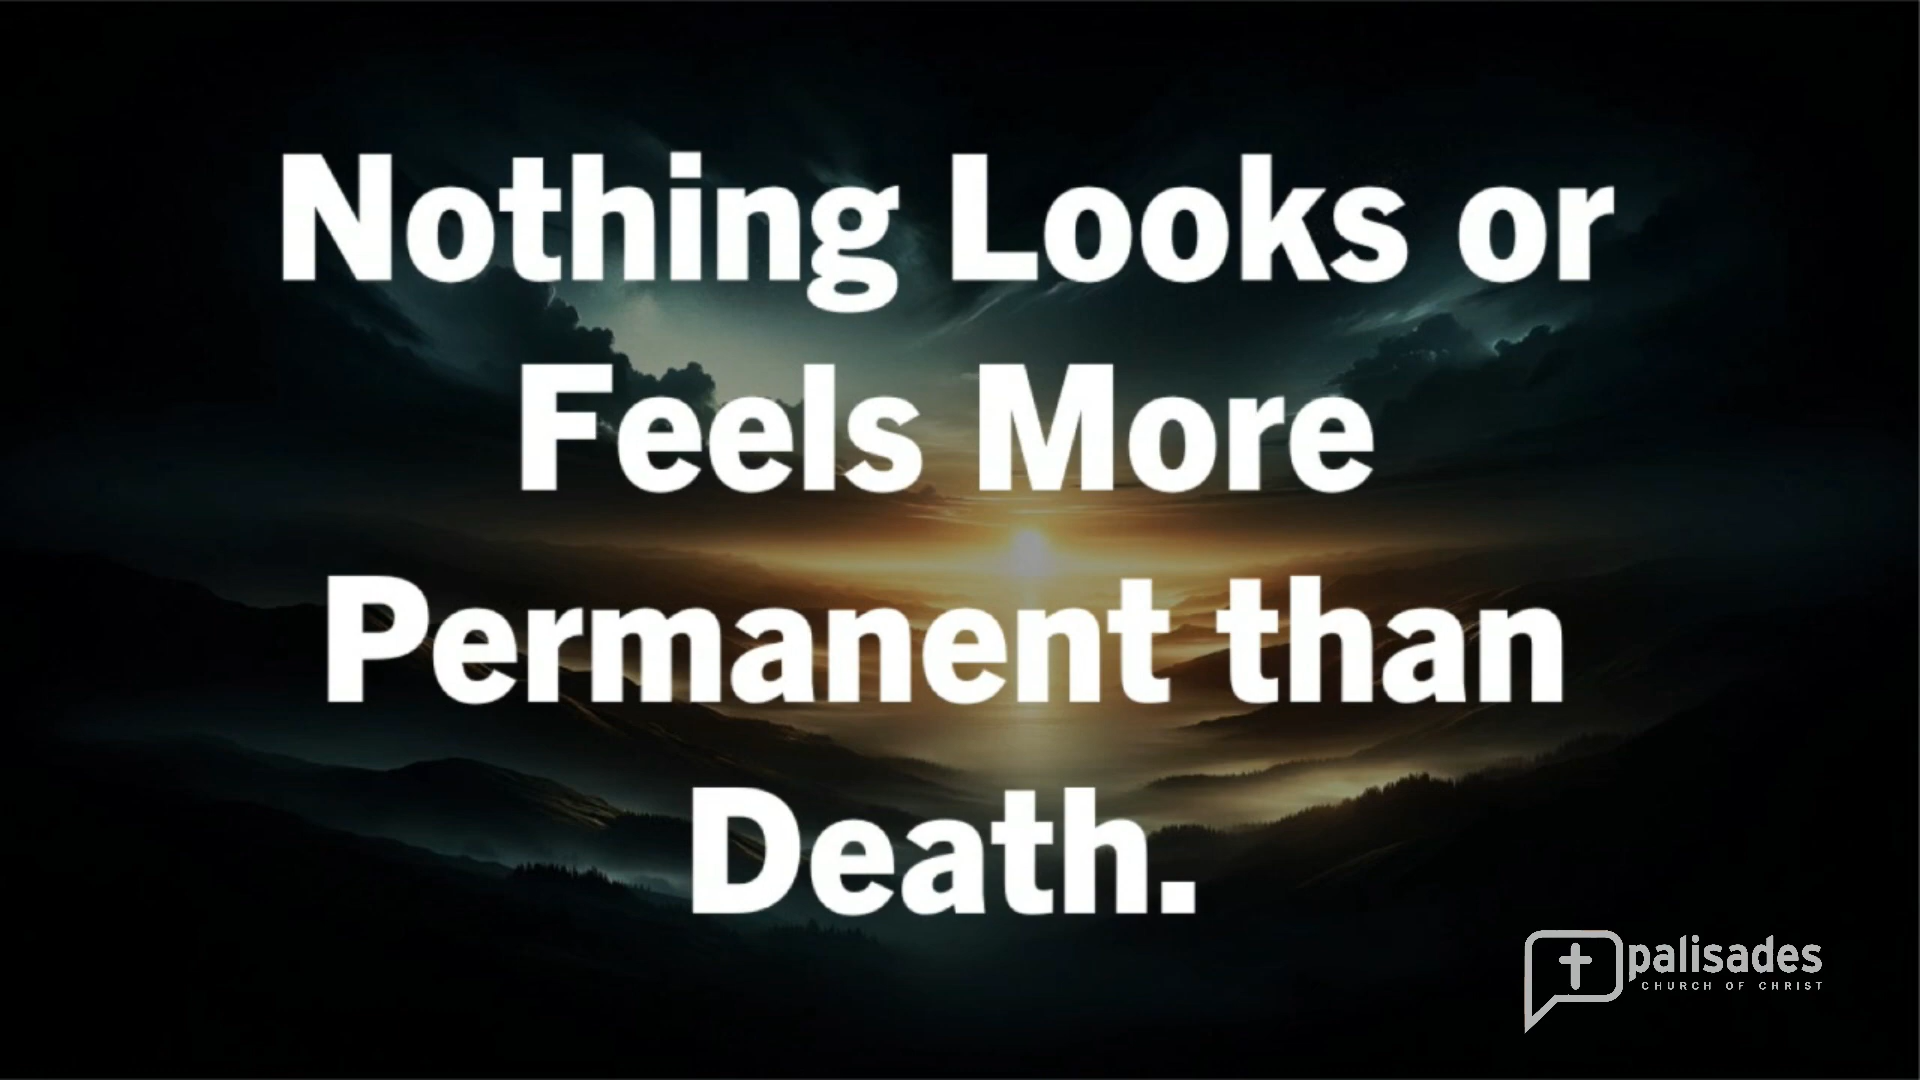 Nothing Looks or
Feels More
Permanent than
Death.
palisades
CHURCH OF CHRIST